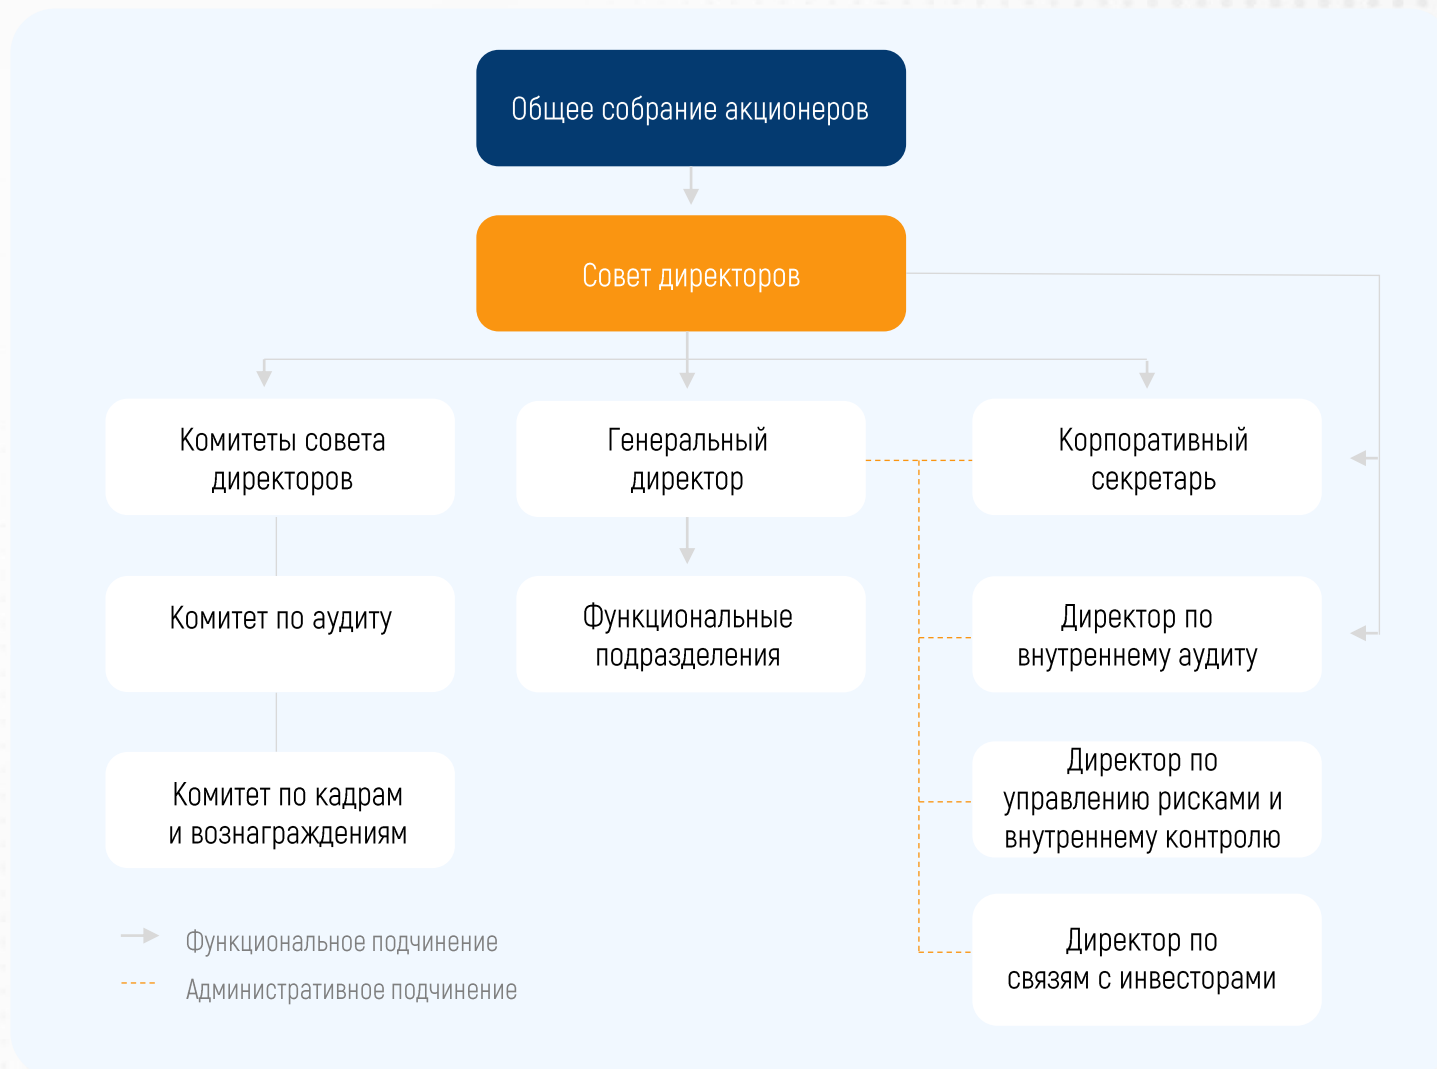 Общее собрание акционеров
Совет директоров
Комитеты совета
директоров
Генеральный
директор
Корпоративный
секретарь
Комитет по аудиту
Функциональные
подразделения
Директор по
внутреннему аудиту
Комитет по кадрам
и вознаграждениям
Директор по
управлению рисками и
внутреннему контролю
Директор по
связям с инвесторами
Функциональное подчинение
Административное подчинение